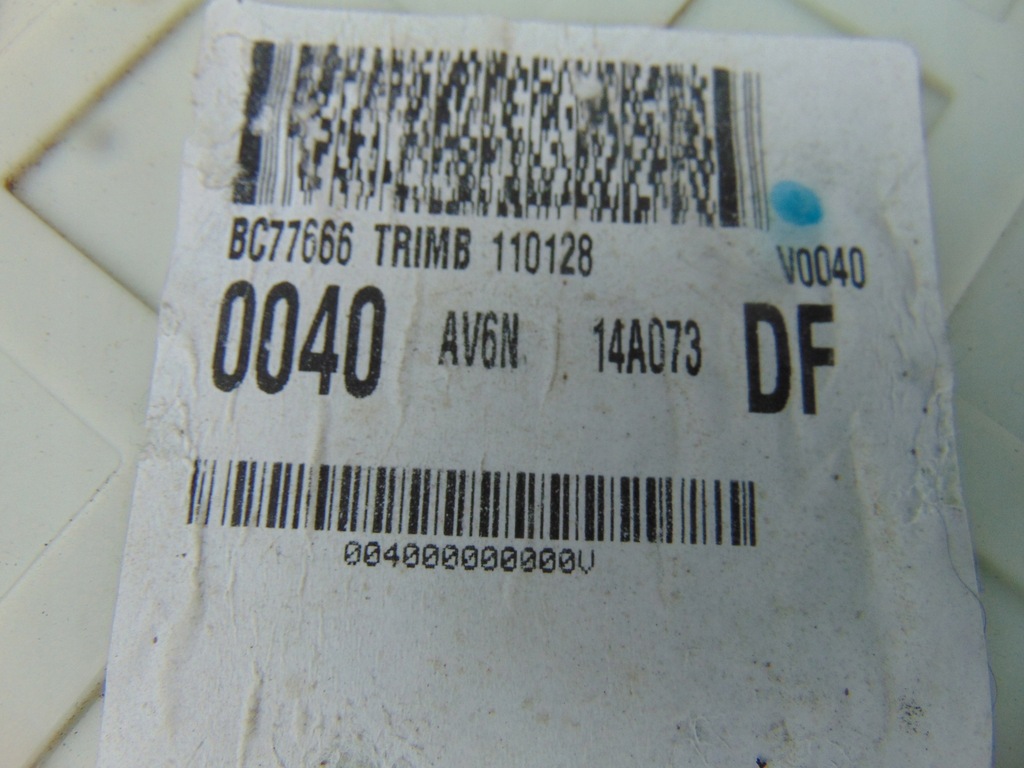 BC77666 TRIMB 110128 V0040
0040 AV6N 14A073 DF
004000000000V